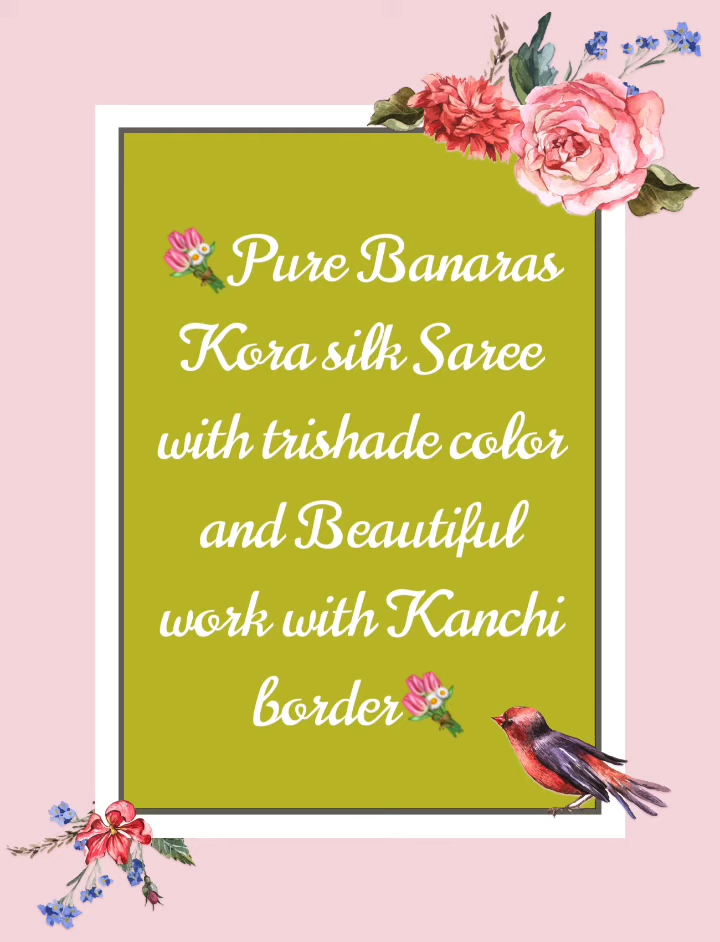 💐Pure Banaras
Kora silk Saree
with trishade color
and Beautiful
work with Kanchi
border💐